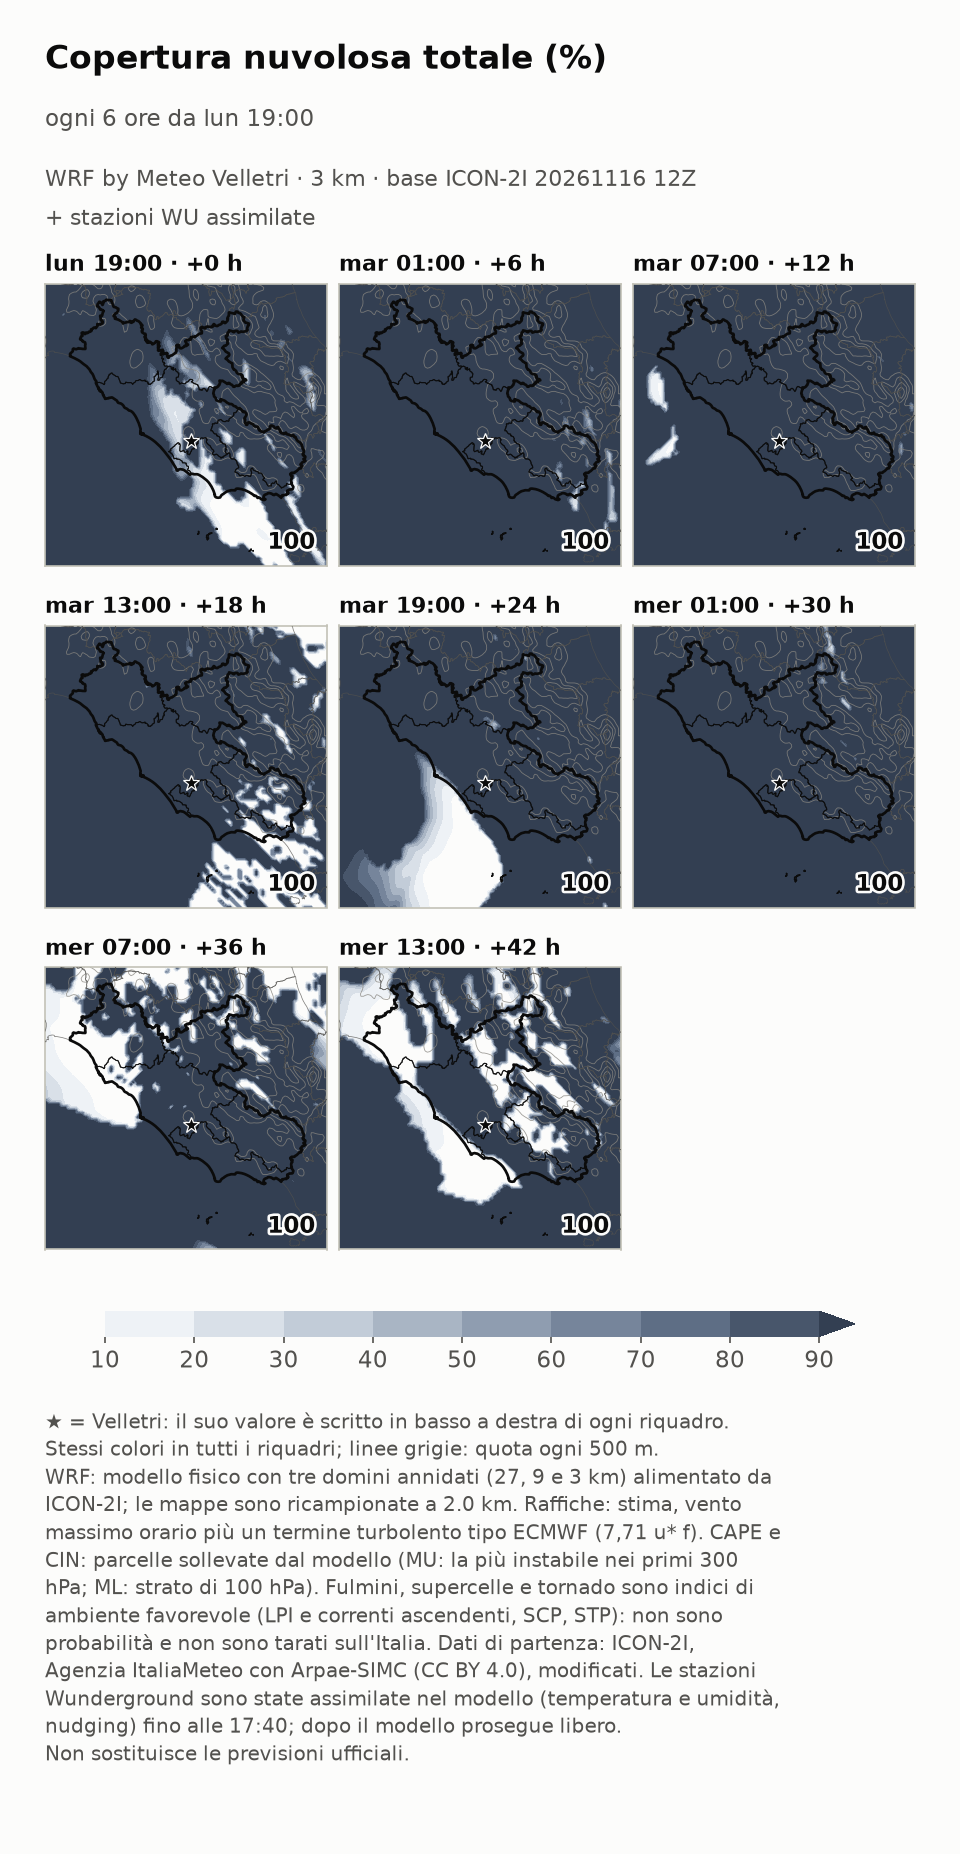 Copertura nuvolosa totale (%)
ogni 6 ore da lun 19:00
WRF by Meteo Velletri · 3 km · base ICON-2I 20261116 12Z
+ stazioni WU assimilate
lun 19:00 · +0 h
mar 01:00 · +6 h
mar 07:00 · +12 h
100
100
100
mar 13:00 · +18 h
mar 19:00 · +24 h
mer 01:00 · +30 h
100
100
100
mer 07:00 · +36 h
mer 13:00 · +42 h
100
100
10 20 30 40 50 60 70 80 90
★ = Velletri: il suo valore è scritto in basso a destra di ogni riquadro.
Stessi colori in tutti i riquadri; linee grigie: quota ogni 500 m.
WRF: modello fisico con tre domini annidati (27, 9 e 3 km) alimentato da
ICON-2I; le mappe sono ricampionate a 2.0 km. Raffiche: stima, vento
massimo orario più un termine turbolento tipo ECMWF (7,71 u* f). CAPE e
CIN: parcelle sollevate dal modello (MU: la più instabile nei primi 300
hPa; ML: strato di 100 hPa). Fulmini, supercelle e tornado sono indici di
ambiente favorevole (LPI e correnti ascendenti, SCP, STP): non sono
probabilità e non sono tarati sull'Italia. Dati di partenza: ICON-2I,
Agenzia ItaliaMeteo con Arpae-SIMC (CC BY 4.0), modificati. Le stazioni
Wunderground sono state assimilate nel modello (temperatura e umidità,
nudging) fino alle 17:40; dopo il modello prosegue libero.
Non sostituisce le previsioni ufficiali.